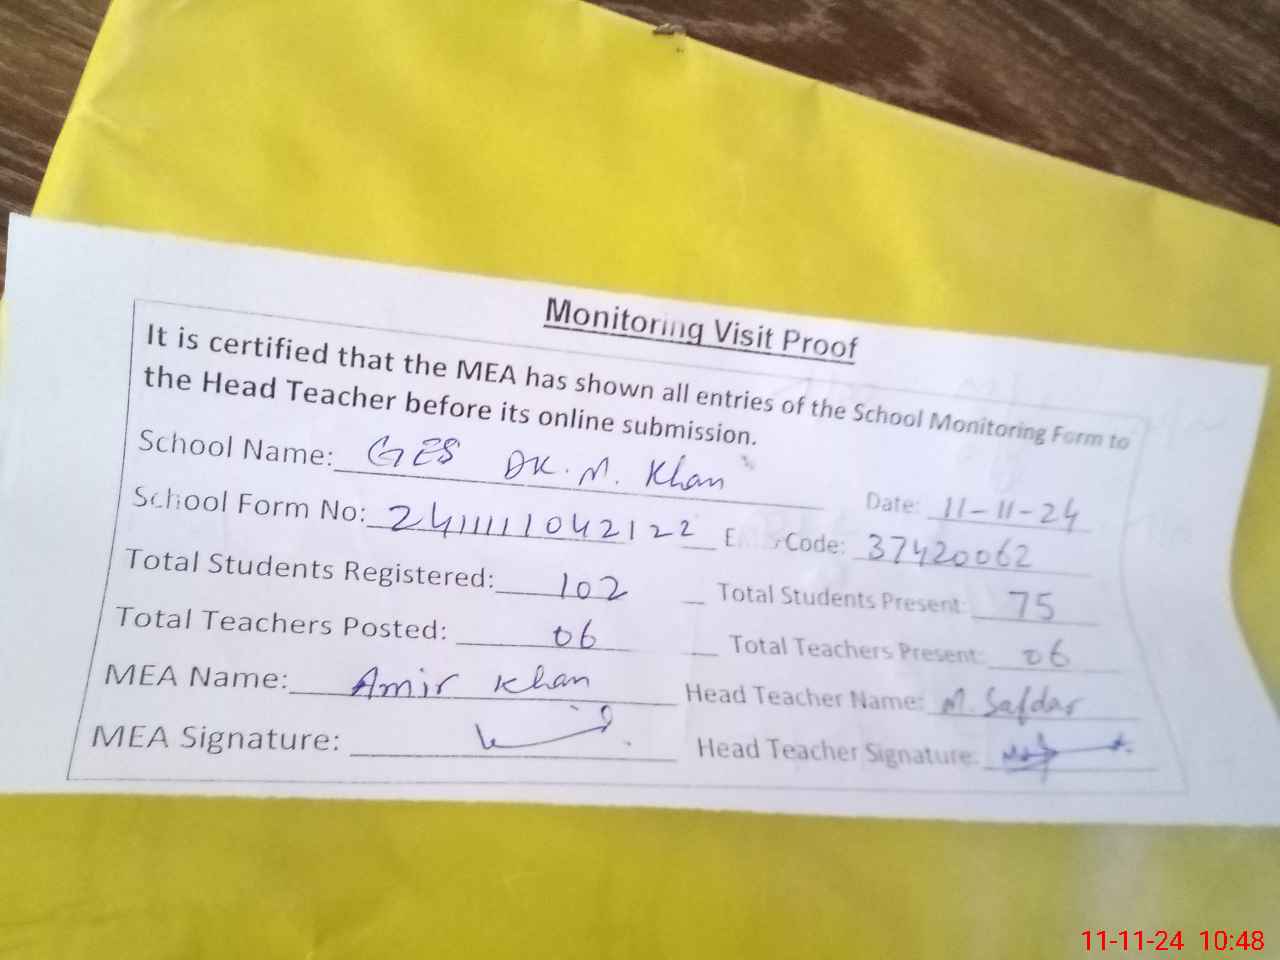 Monitoring Visit Proof
It is certified that the MEA has shown all entries of the School Monitoring Form to
the Head Teacher before its online submission.
School Name: GES DK. M. Khan Date: 11-11-24
School Form No: 241111042122 Code: 37420062
Total Students Registered: 102 Total Students Present: 75
Total Teachers Posted: 06 Total Teachers Present: 06
MEA Name: Amir Khan Head Teacher Name: M. Safdar
MEA Signature: Head Teacher Signature:
11-11-24 10:48